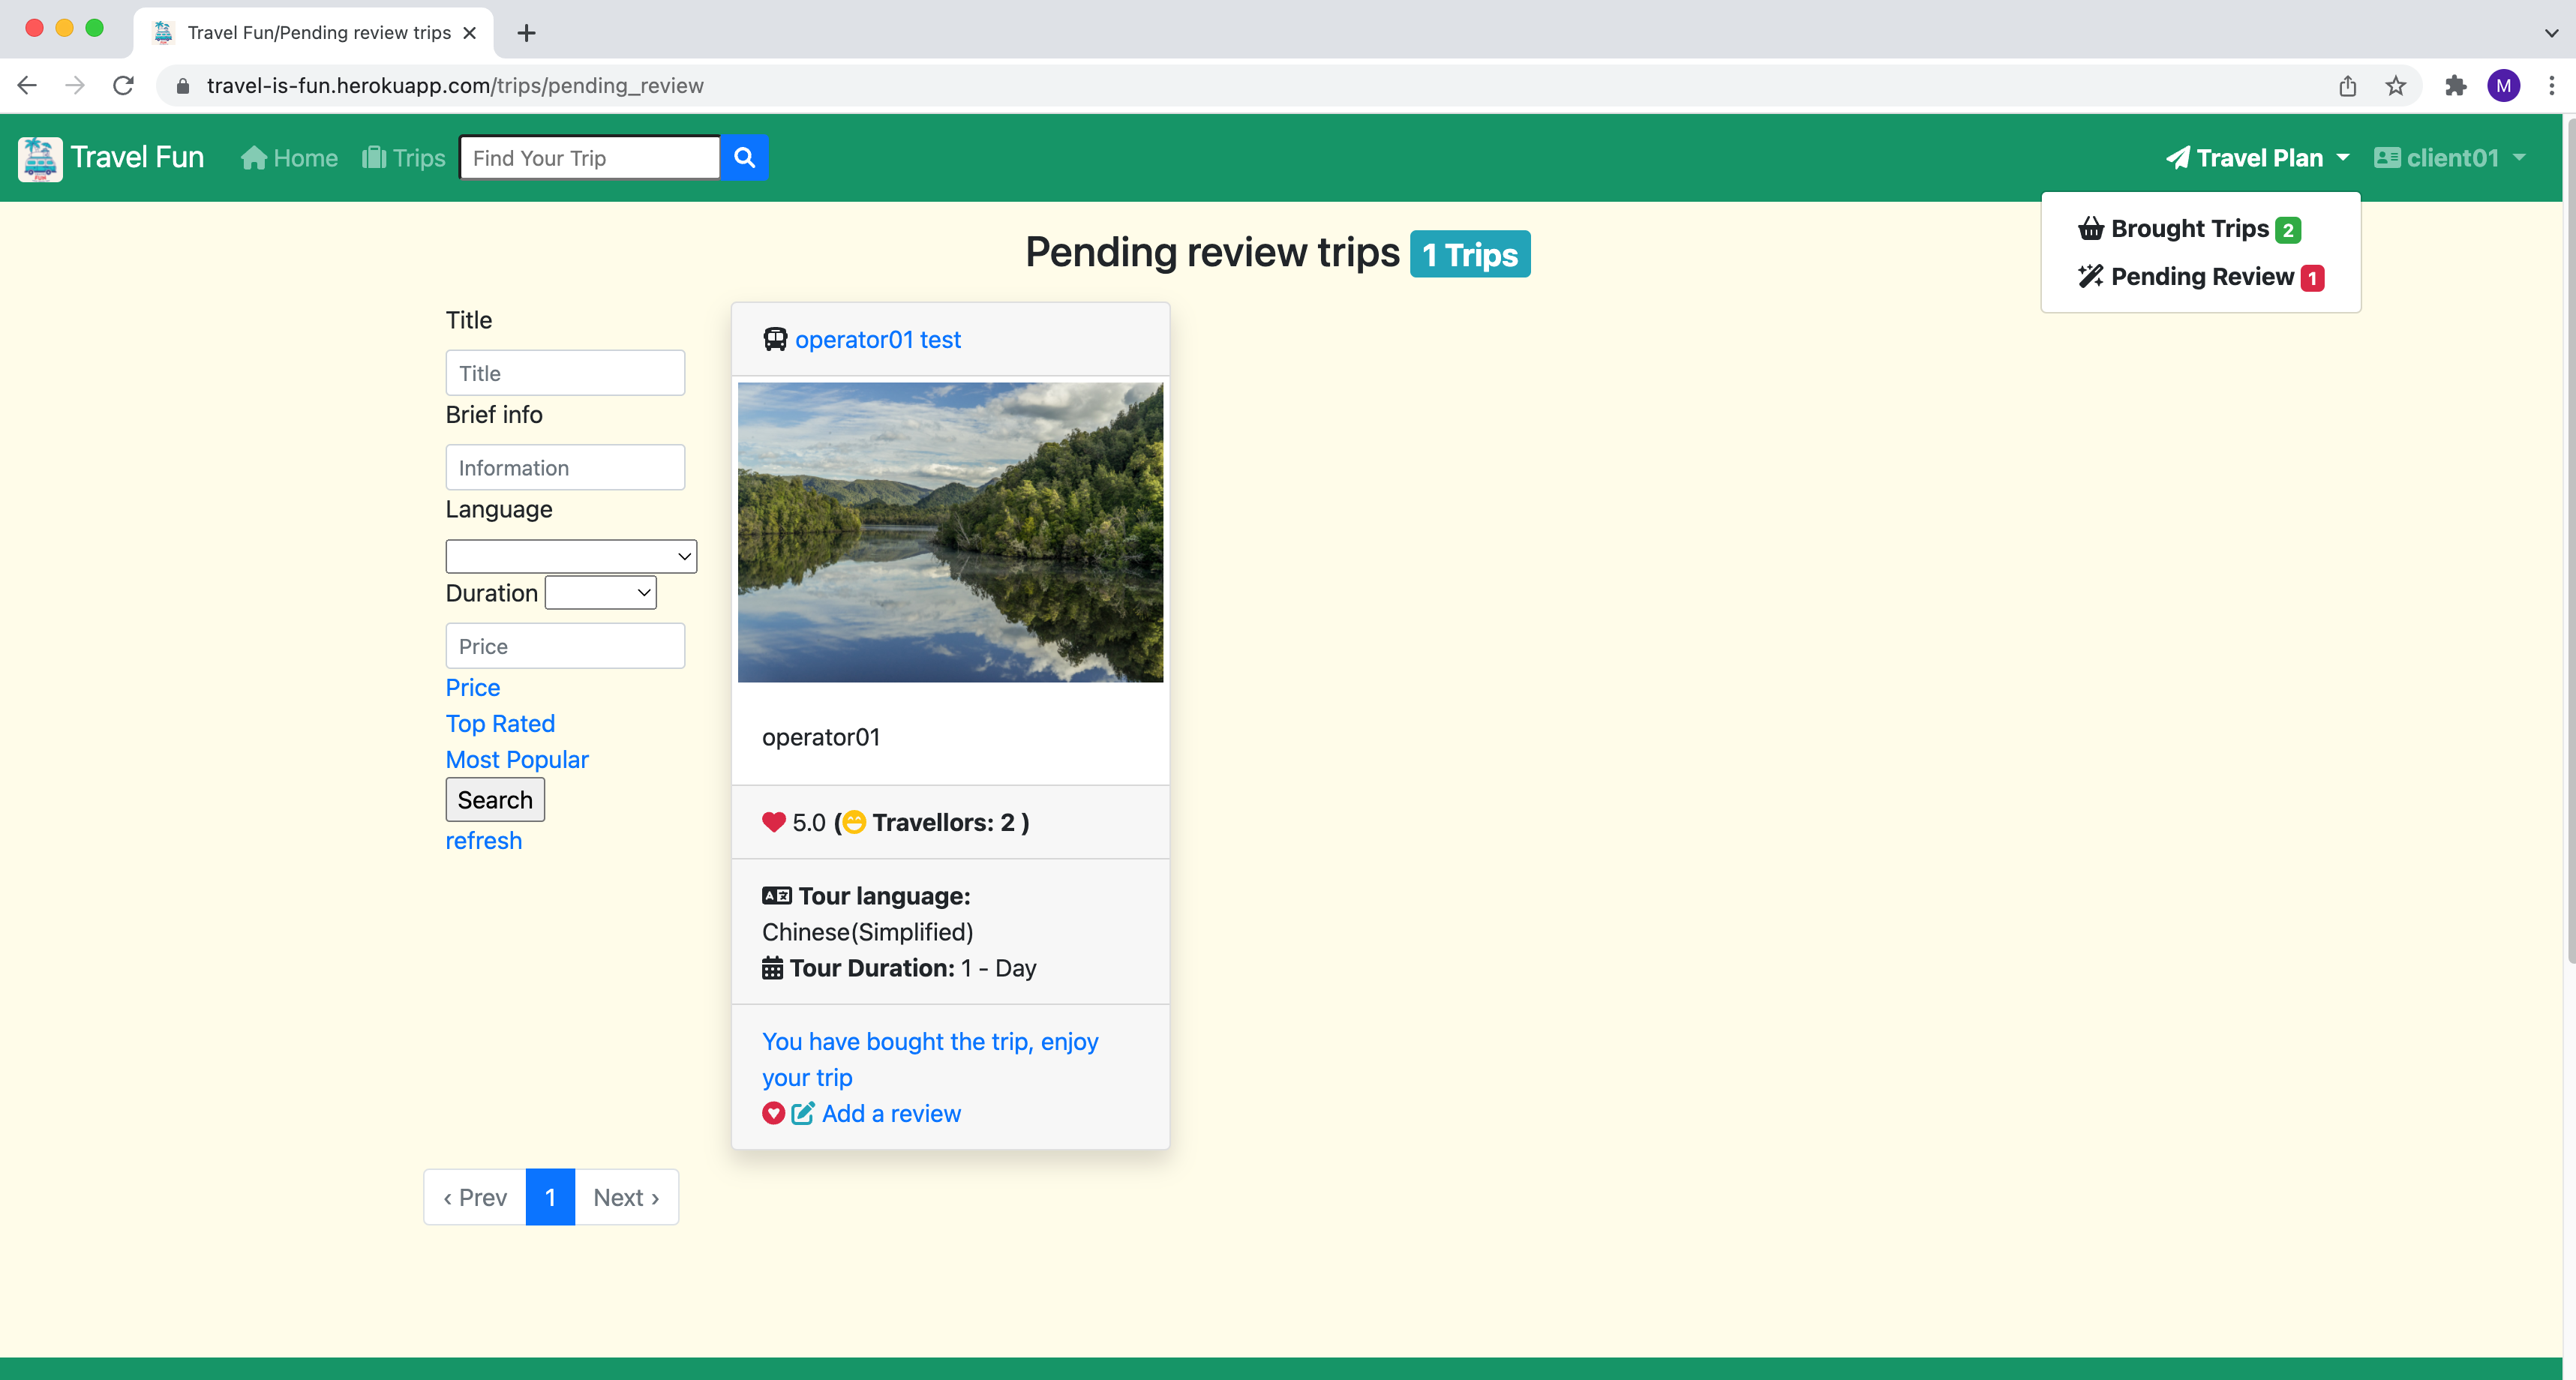 Travel Fun/Pending review trips
travel-is-fun.herokuapp.com/trips/pending_review
M
Travel Fun
Home
Trips
Find Your Trip
Travel Plan
client01
Brought Trips 2
Pending Review 1
Pending review trips 1 Trips
Title
Title
Brief info
Information
Language
Duration
Price
Price
Top Rated
Most Popular
Search
refresh
operator01 test
operator01
5.0 ( Travellors: 2 )
Tour language:
Chinese(Simplified)
Tour Duration: 1 - Day
You have bought the trip, enjoy
your trip
Add a review
‹ Prev 1 Next ›